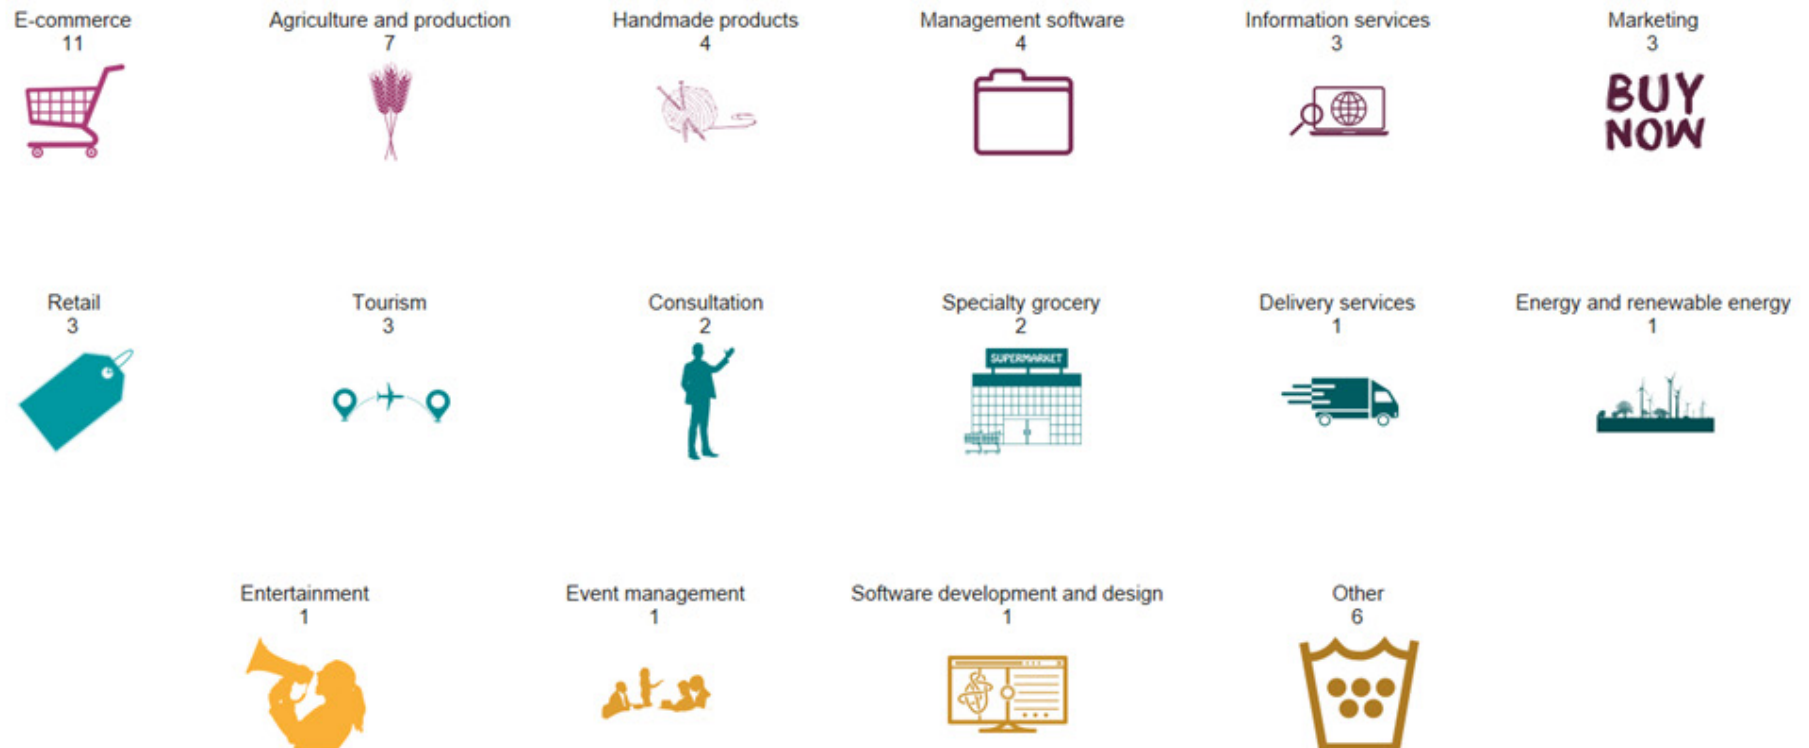 E-commerce
11
Agriculture and production
7
Handmade products
4
Management software
4
Information services
3
Marketing
3
BUY
NOW
Retail
3
Tourism
3
Consultation
2
Specialty grocery
2
SUPERMARKET
Delivery services
1
Energy and renewable energy
1
Entertainment
1
Event management
1
Software development and design
1
Other
6